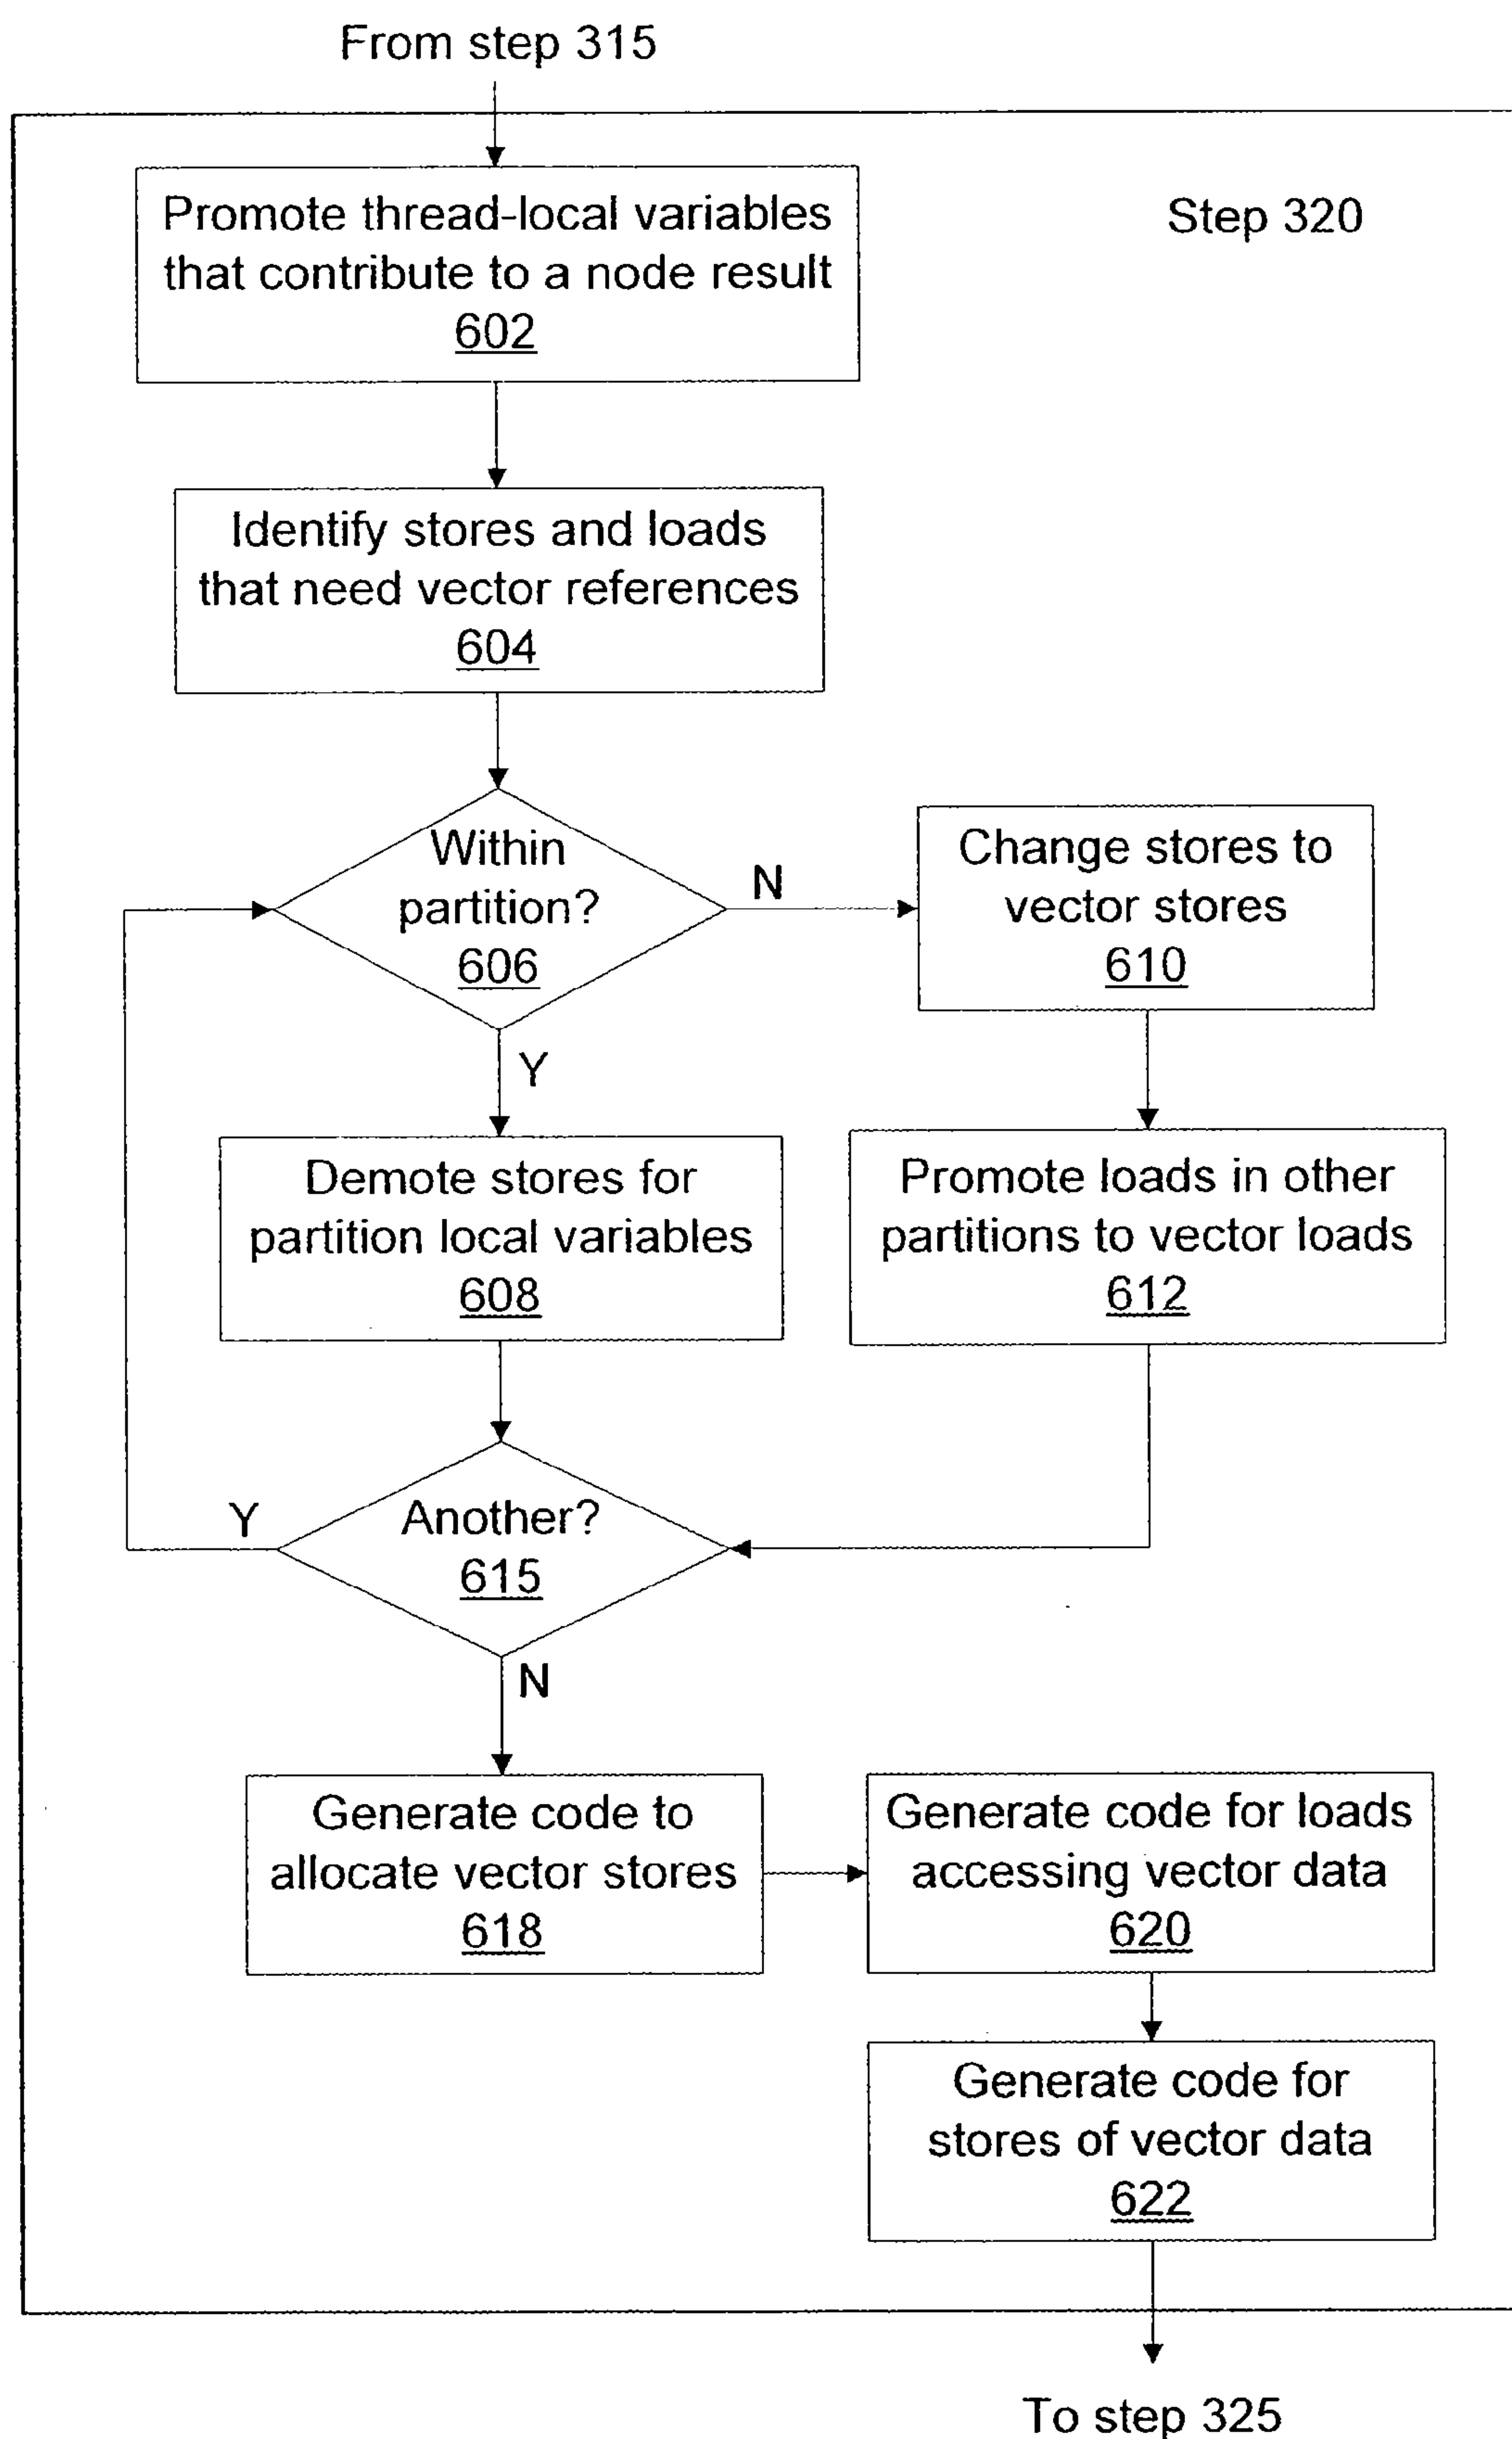 From step 315
Step 320
Promote thread-local variables
that contribute to a node result
602
Identify stores and loads
that need vector references
604
Within
partition?
606
N
Y
Change stores to
vector stores
610
Demote stores for
partition local variables
608
Promote loads in other
partitions to vector loads
612
Another?
615
Y
N
Generate code to
allocate vector stores
618
Generate code for loads
accessing vector data
620
Generate code for
stores of vector data
622
To step 325